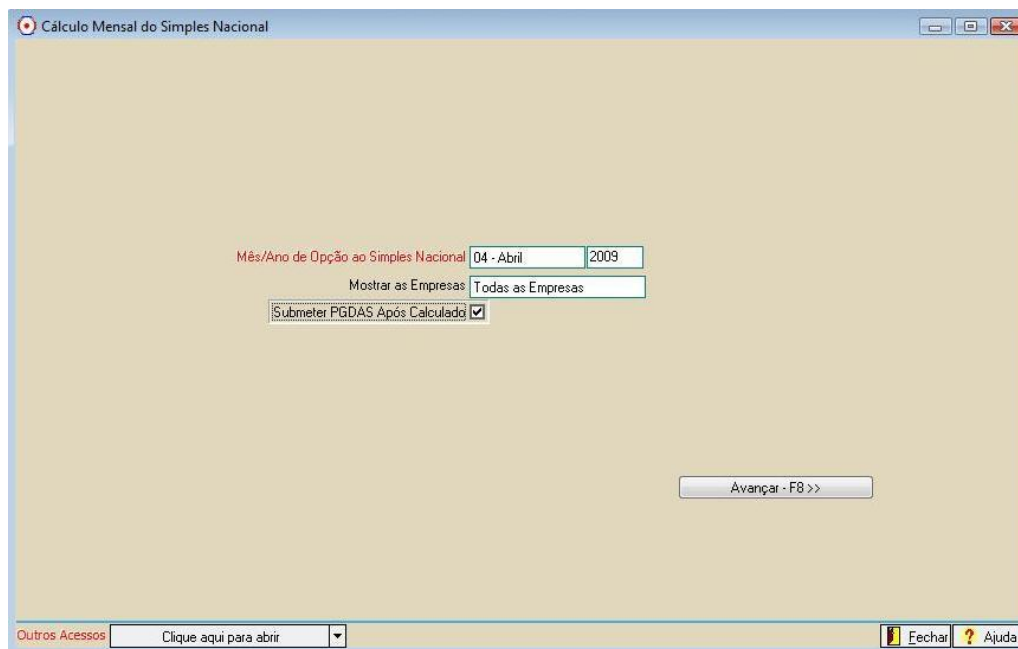 Cálculo Mensal do Simples Nacional
Mês/Ano de Opção ao Simples Nacional 04 - Abril 2009
Mostrar as Empresas Todas as Empresas
Submeter PGDAS Após Calculado
Avançar - F8 >>
Outros Acessos Clique aqui para abrir Fechar ? Ajuda